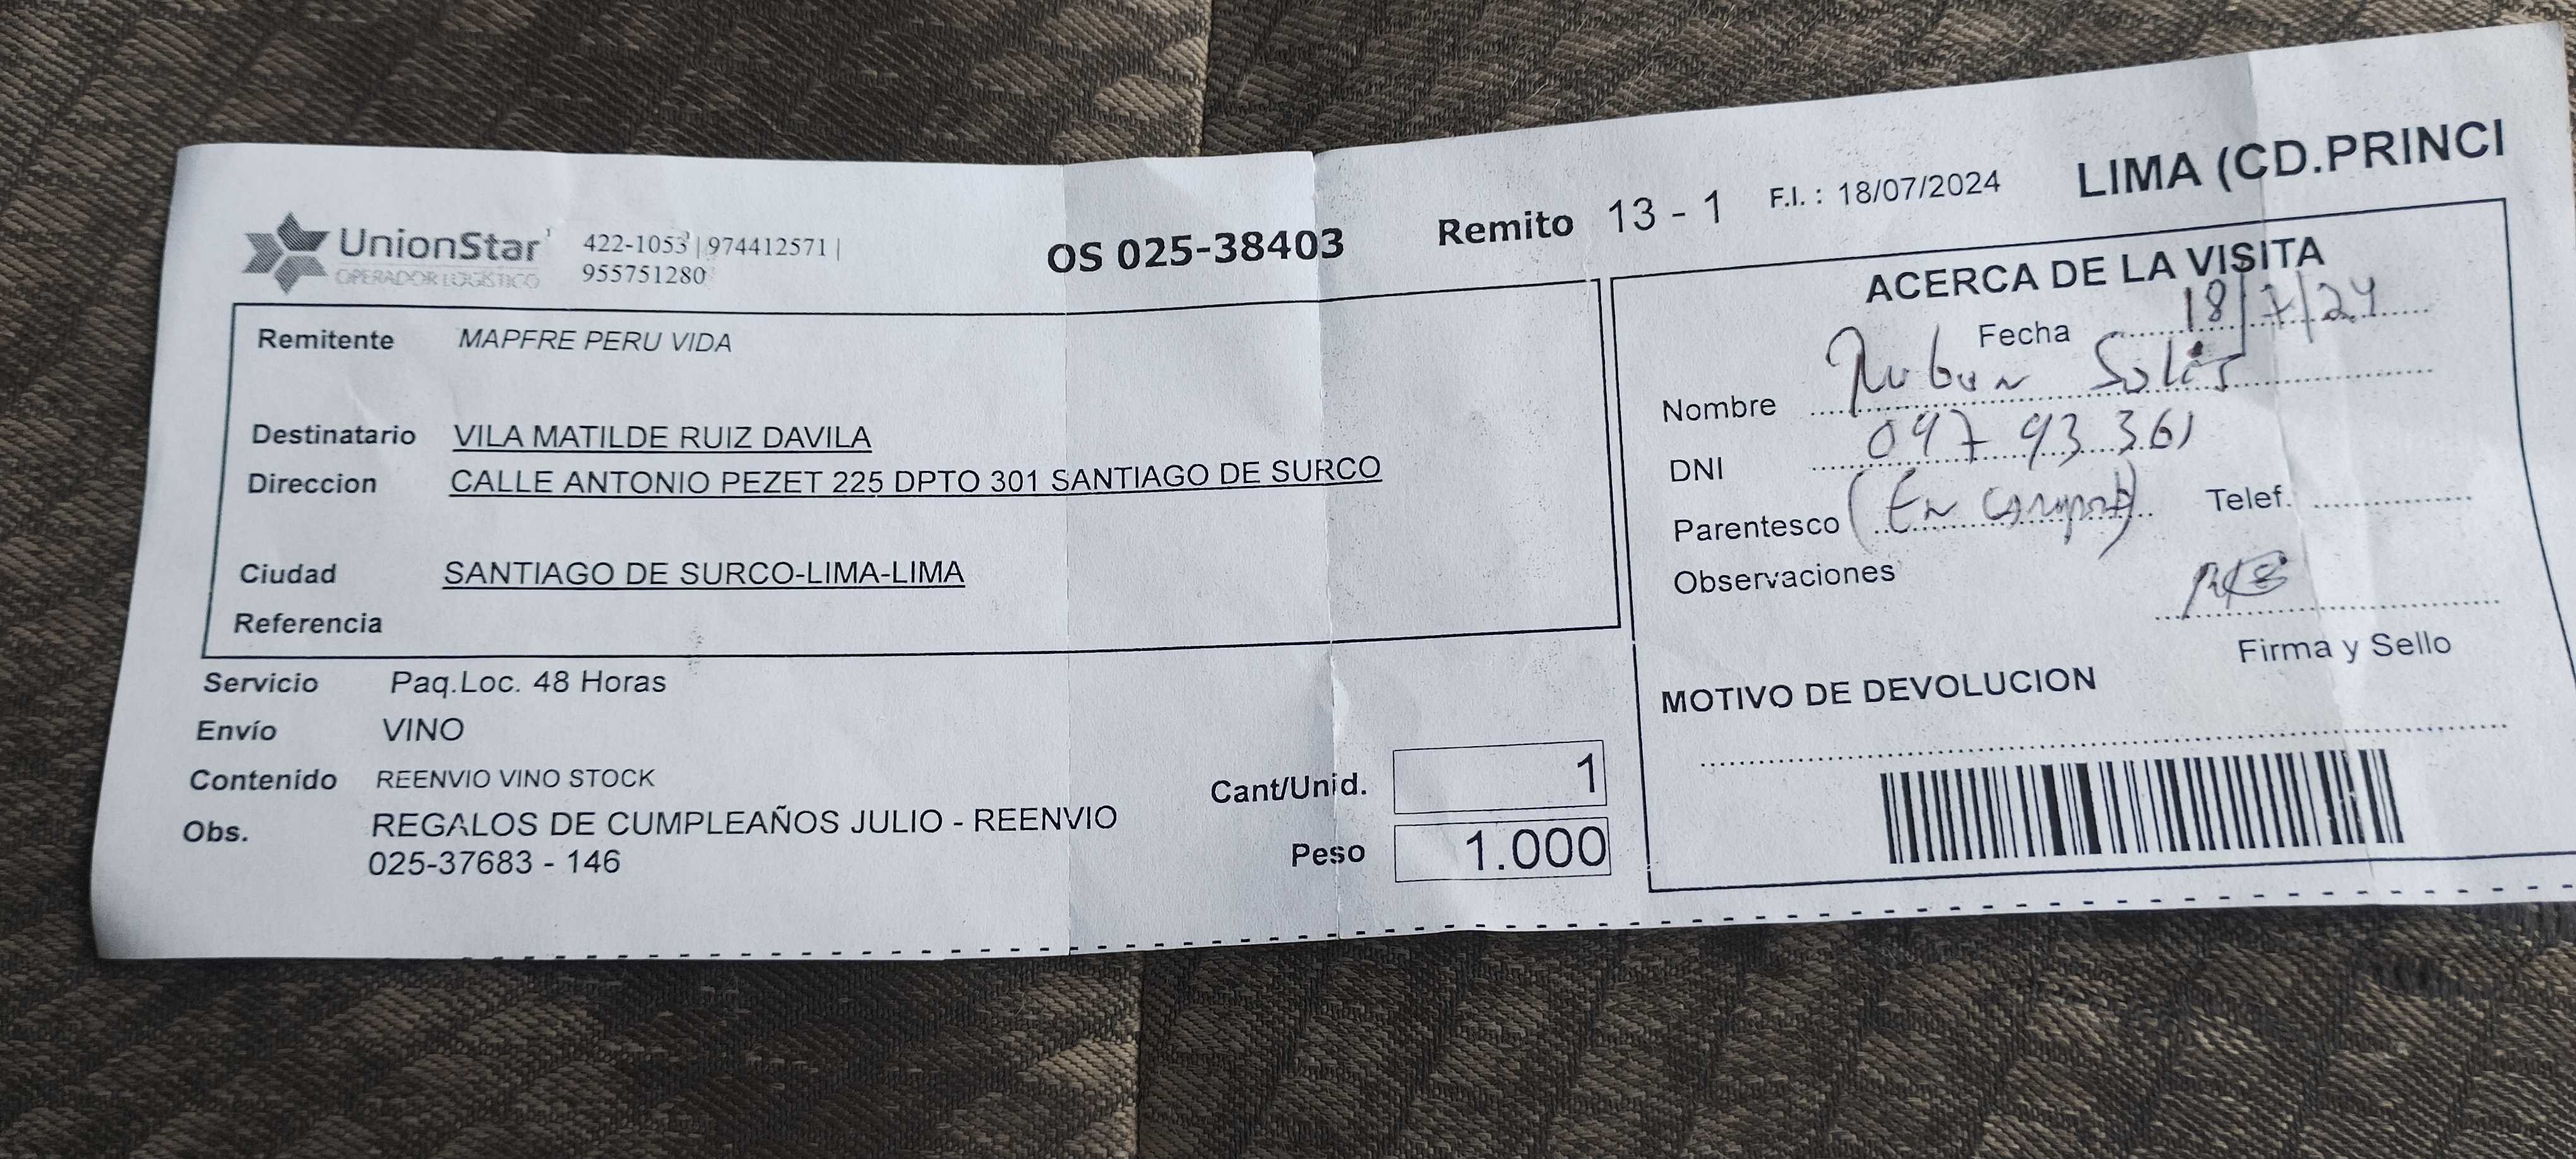 UnionStar
OPERADOR LOGISTICO
422-1053 | 974412571 |
955751280
OS 025-38403
Remito 13 - 1 F.I. : 18/07/2024 LIMA (CD.PRINCI
Remitente MAPFRE PERU VIDA
Destinatario VILA MATILDE RUIZ DAVILA
Direccion CALLE ANTONIO PEZET 225 DPTO 301 SANTIAGO DE SURCO
Ciudad SANTIAGO DE SURCO-LIMA-LIMA
Referencia
Servicio Paq.Loc. 48 Horas
Envío VINO
Contenido REENVIO VINO STOCK
Obs. REGALOS DE CUMPLEAÑOS JULIO - REENVIO
025-37683 - 146
Cant/Unid. 1
Peso 1.000
ACERCA DE LA VISITA
Fecha 18/7/24
Nombre Ruben Solis
DNI 09793361
Parentesco Telef.
Observaciones
Firma y Sello
MOTIVO DE DEVOLUCION